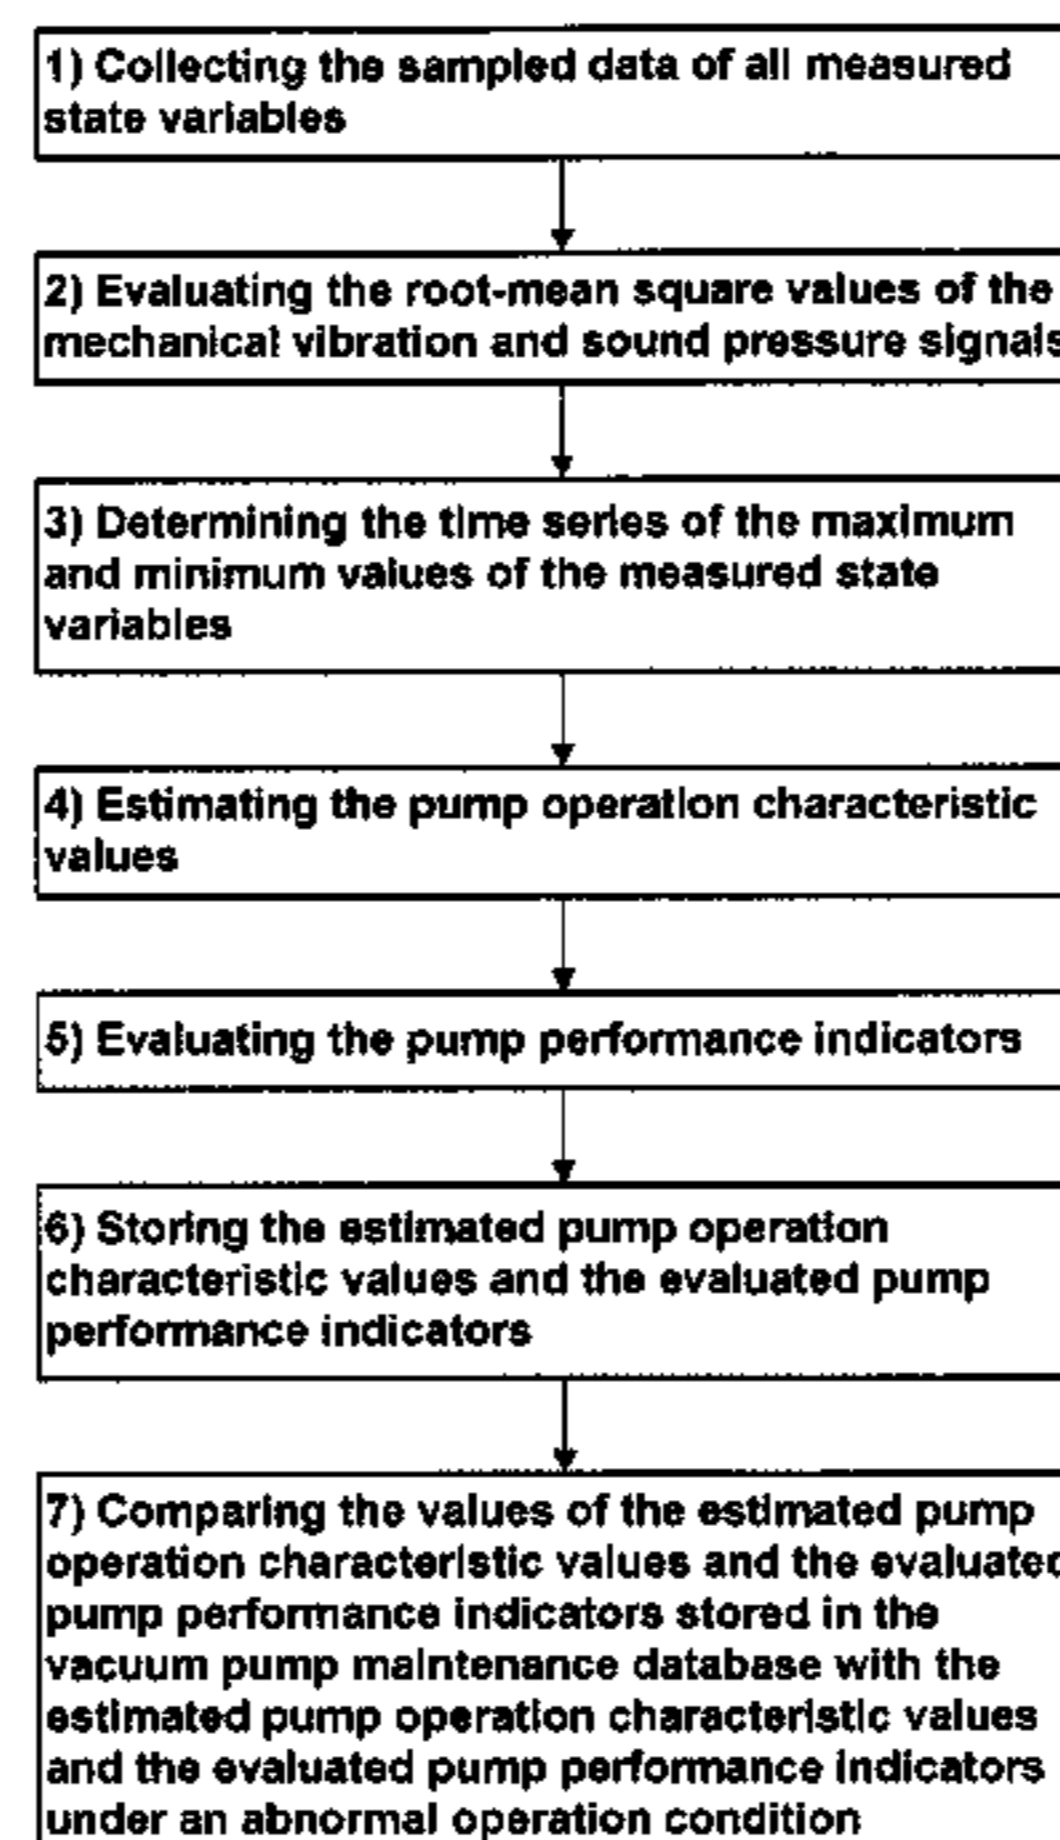 1) Collecting the sampled data of all measured
state variables
2) Evaluating the root-mean square values of the
mechanical vibration and sound pressure signals
3) Determining the time series of the maximum
and minimum values of the measured state
variables
4) Estimating the pump operation characteristic
values
5) Evaluating the pump performance indicators
6) Storing the estimated pump operation
characteristic values and the evaluated pump
performance indicators
7) Comparing the values of the estimated pump
operation characteristic values and the evaluated
pump performance indicators stored in the
vacuum pump maintenance database with the
estimated pump operation characteristic values
and the evaluated pump performance indicators
under an abnormal operation condition